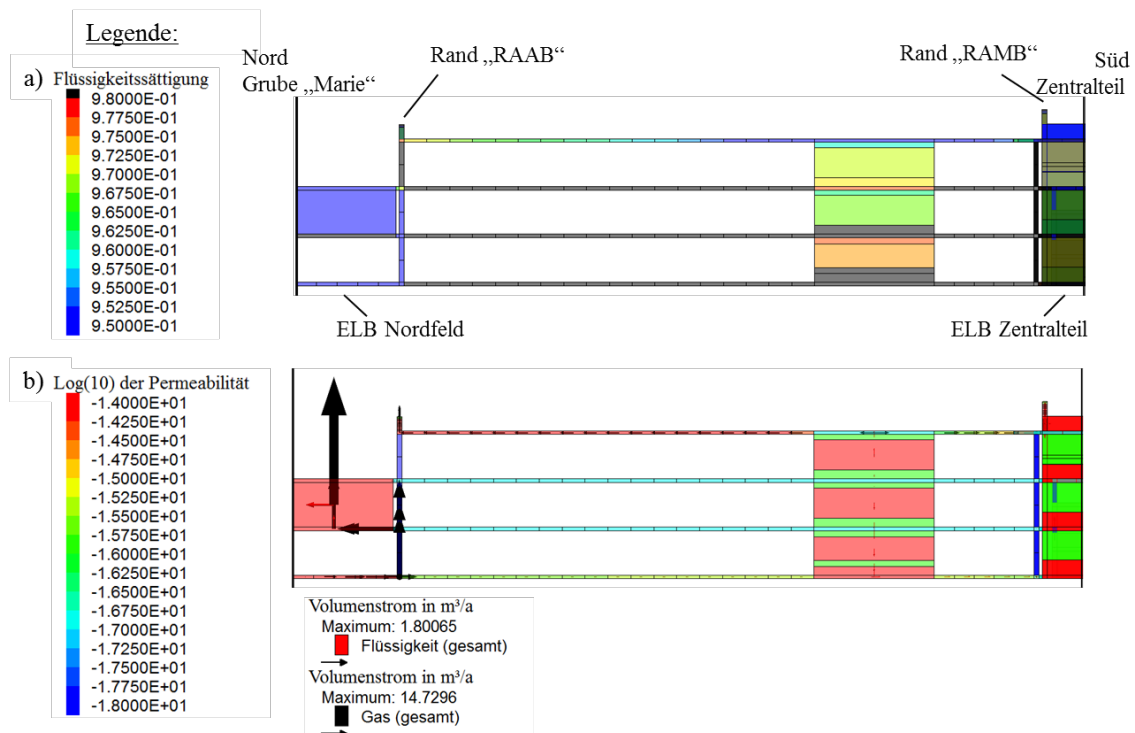 Legende:
Nord
Grube „Marie“
Rand „RAAB“
Rand „RAMB“
Süd
Zentralteil
a) Flüssigkeitssättigung
9.8000E-01
9.7750E-01
9.7500E-01
9.7250E-01
9.7000E-01
9.6750E-01
9.6500E-01
9.6250E-01
9.6000E-01
9.5750E-01
9.5500E-01
9.5250E-01
9.5000E-01
ELB Nordfeld
ELB Zentralteil
b) Log(10) der Permeabilität
-1.4000E+01
-1.4250E+01
-1.4500E+01
-1.4750E+01
-1.5000E+01
-1.5250E+01
-1.5500E+01
-1.5750E+01
-1.6000E+01
-1.6250E+01
-1.6500E+01
-1.6750E+01
-1.7000E+01
-1.7250E+01
-1.7500E+01
-1.7750E+01
-1.8000E+01
Volumenstrom in m³/a
Maximum: 1.80065
Flüssigkeit (gesamt)
Volumenstrom in m³/a
Maximum: 14.7296
Gas (gesamt)